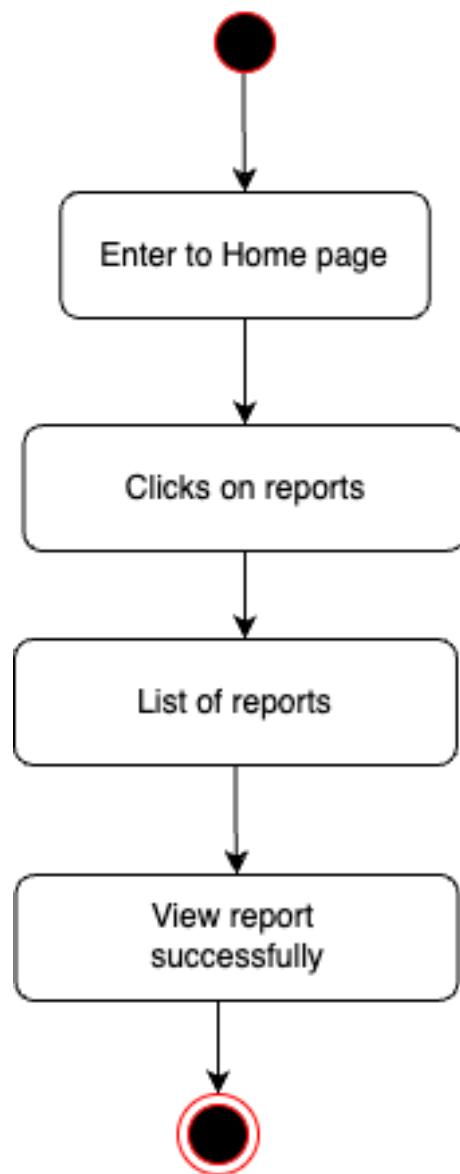 Enter to Home page
Clicks on reports
List of reports
View report
successfully